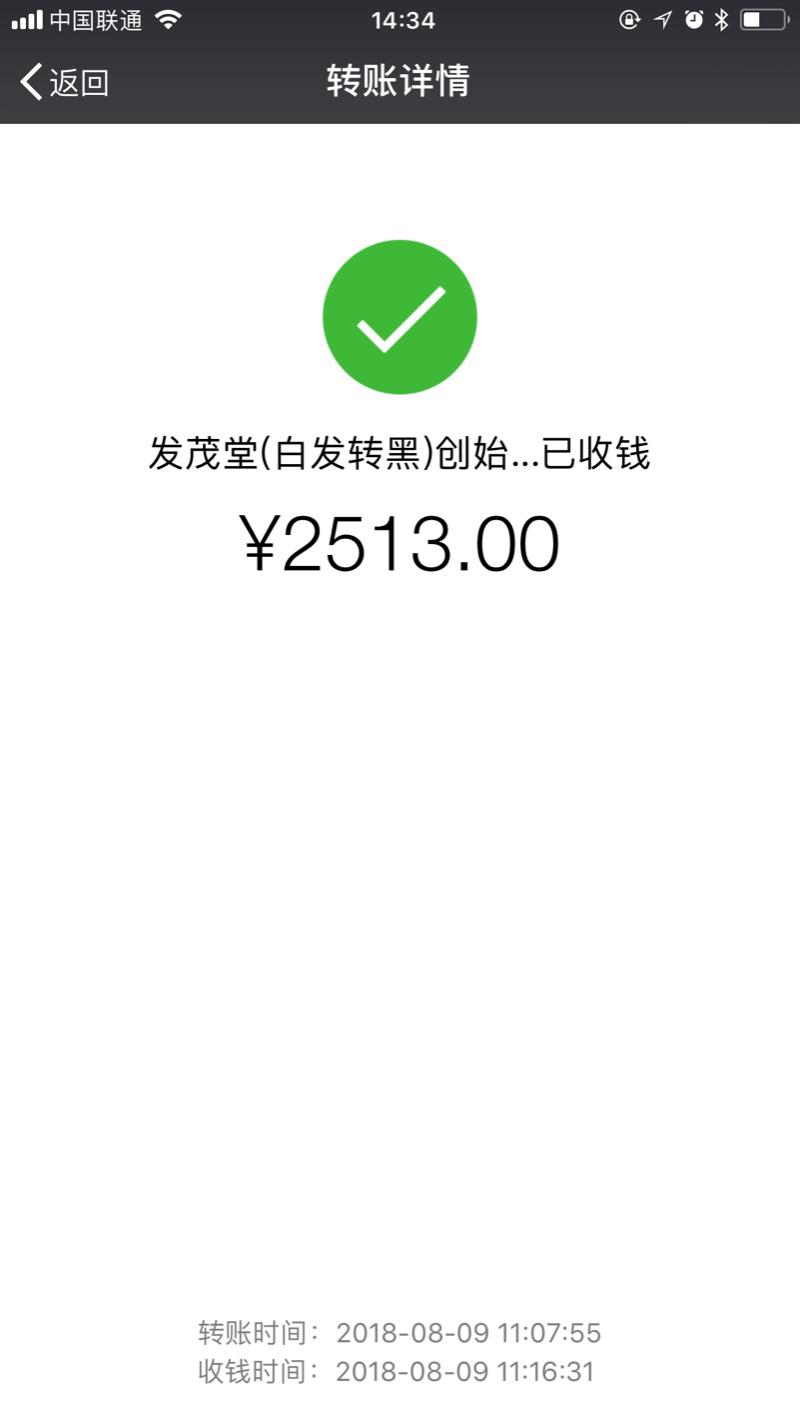 中国联通 14:34
返回 转账详情
发茂堂(白发转黑)创始...已收钱
¥2513.00
转账时间：2018-08-09 11:07:55
收钱时间：2018-08-09 11:16:31